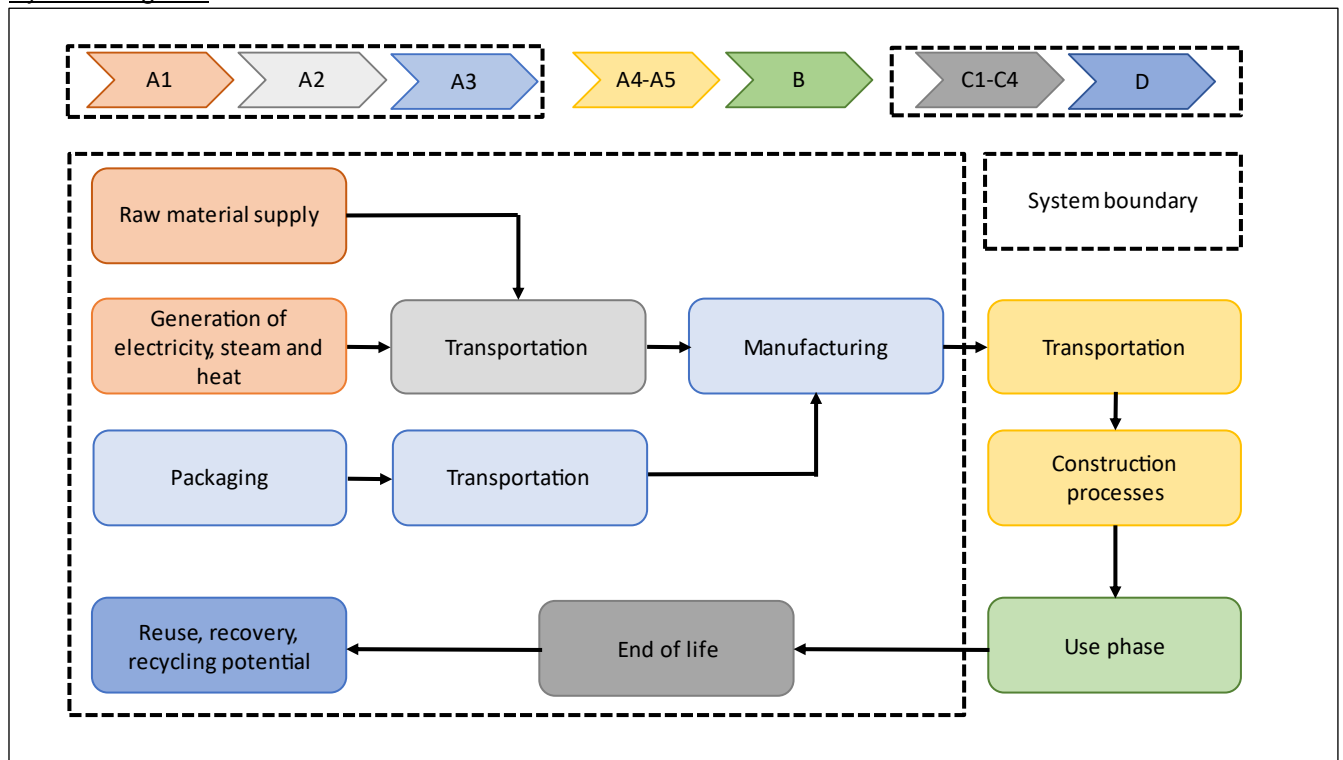 A1
A2
A3
A4-A5
B
C1-C4
D
Raw material supply
System boundary
Generation of
electricity, steam and
heat
Transportation
Manufacturing
Transportation
Packaging
Transportation
Construction
processes
Reuse, recovery,
recycling potential
End of life
Use phase